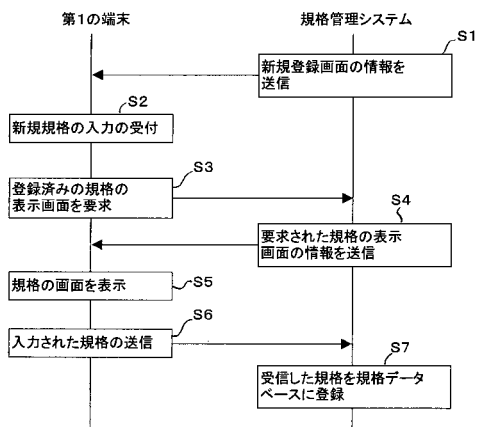 第1の端末
規格管理システム
S1
新規登録画面の情報を
送信
S2
新規規格の入力の受付
S3
登録済みの規格の
表示画面を要求
S4
要求された規格の表示
画面の情報を送信
規格の画面を表示
S5
S6
入力された規格の送信
S7
受信した規格を規格データ
ベースに登録